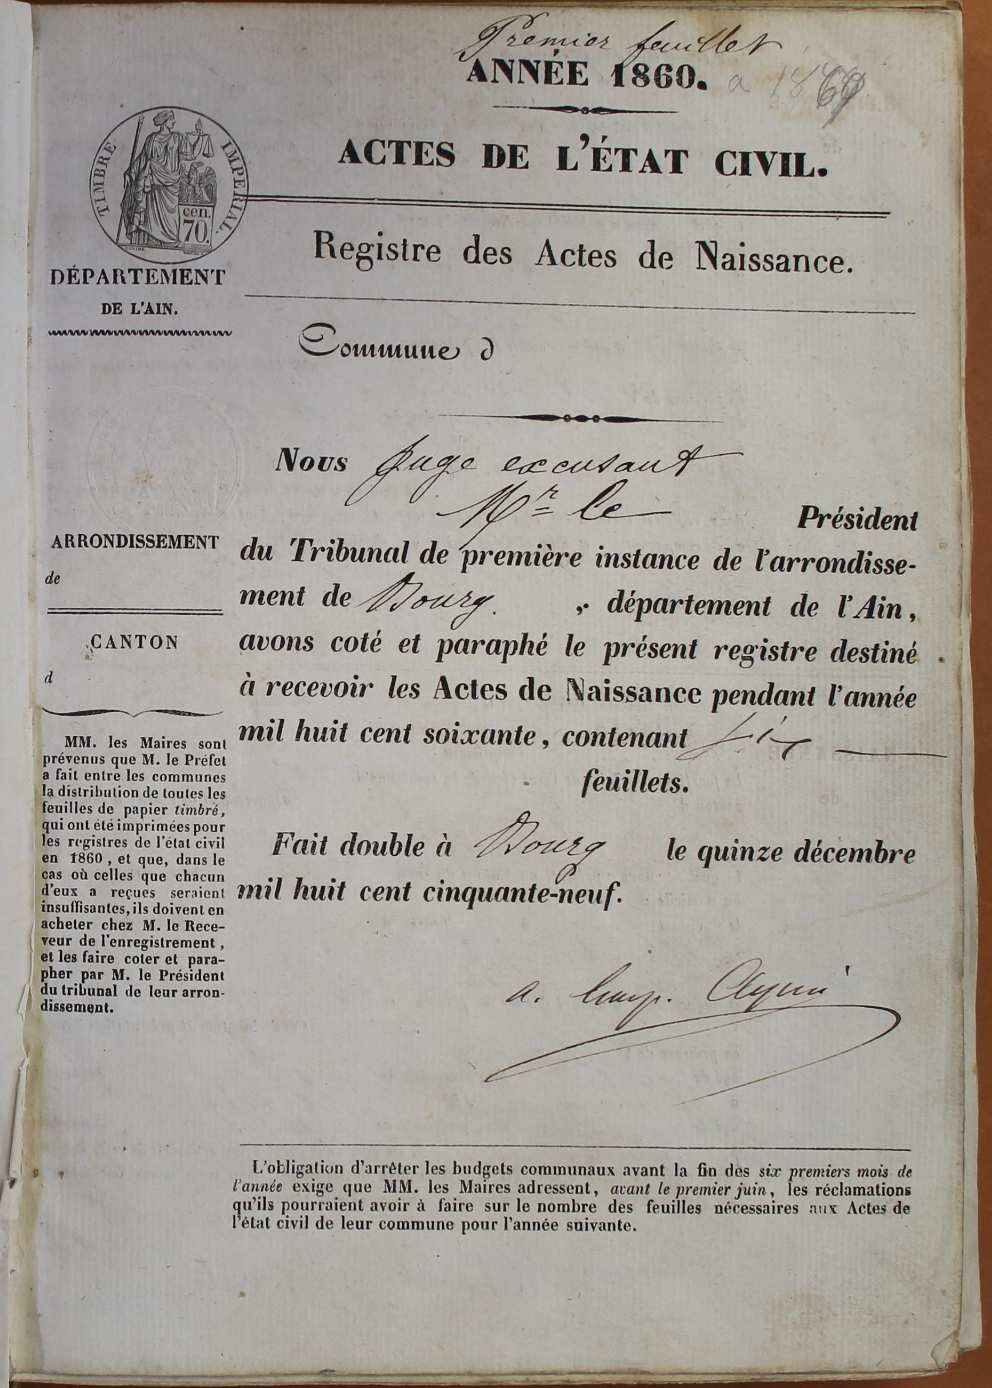 Premier feuillet
ANNÉE 1860. a 1869
ACTES DE L'ÉTAT CIVIL.
TIMBRE IMPÉRIAL.
cen.
70.
Registre des Actes de Naissance.
DÉPARTEMENT
DE L'AIN.
Commune d
Nous Juge excusant
Mr le Président
du Tribunal de première instance de l'arrondisse-
ment de Bourg. , département de l'Ain,
avons coté et paraphé le présent registre destiné
à recevoir les Actes de Naissance pendant l'année
mil huit cent soixante, contenant six
feuillets.
Fait double à Bourg le quinze décembre
mil huit cent cinquante-neuf.
ARRONDISSEMENT
de
CANTON
d
MM. les Maires sont
prévenus que M. le Préfet
a fait entre les communes
la distribution de toutes les
feuilles de papier timbré,
qui ont été imprimées pour
les registres de l'état civil
en 1860, et que, dans le
cas où celles que chacun
d'eux a reçues seraient
insuffisantes, ils doivent en
acheter chez M. le Rece-
veur de l'enregistrement,
et les faire coter et para-
pher par M. le Président
du tribunal de leur arron-
dissement.
L'obligation d'arrêter les budgets communaux avant la fin des six premiers mois de
l'année exige que MM. les Maires adressent, avant le premier juin, les réclamations
qu'ils pourraient avoir à faire sur le nombre des feuilles nécessaires aux Actes de
l'état civil de leur commune pour l'année suivante.